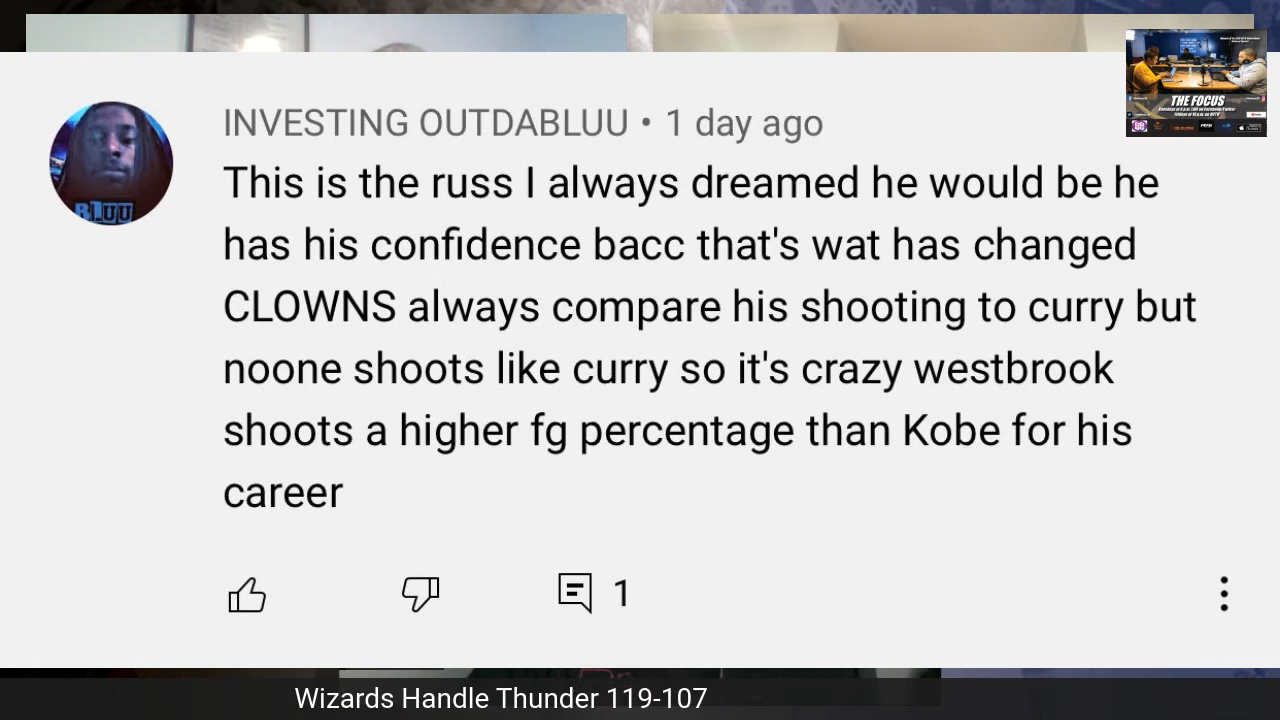 INVESTING OUTDABLUU • 1 day ago
This is the russ I always dreamed he would be he
has his confidence bacc that's wat has changed
CLOWNS always compare his shooting to curry but
noone shoots like curry so it's crazy westbrook
shoots a higher fg percentage than Kobe for his
career
1
BLUU
THE FOCUS
Wizards Handle Thunder 119-107